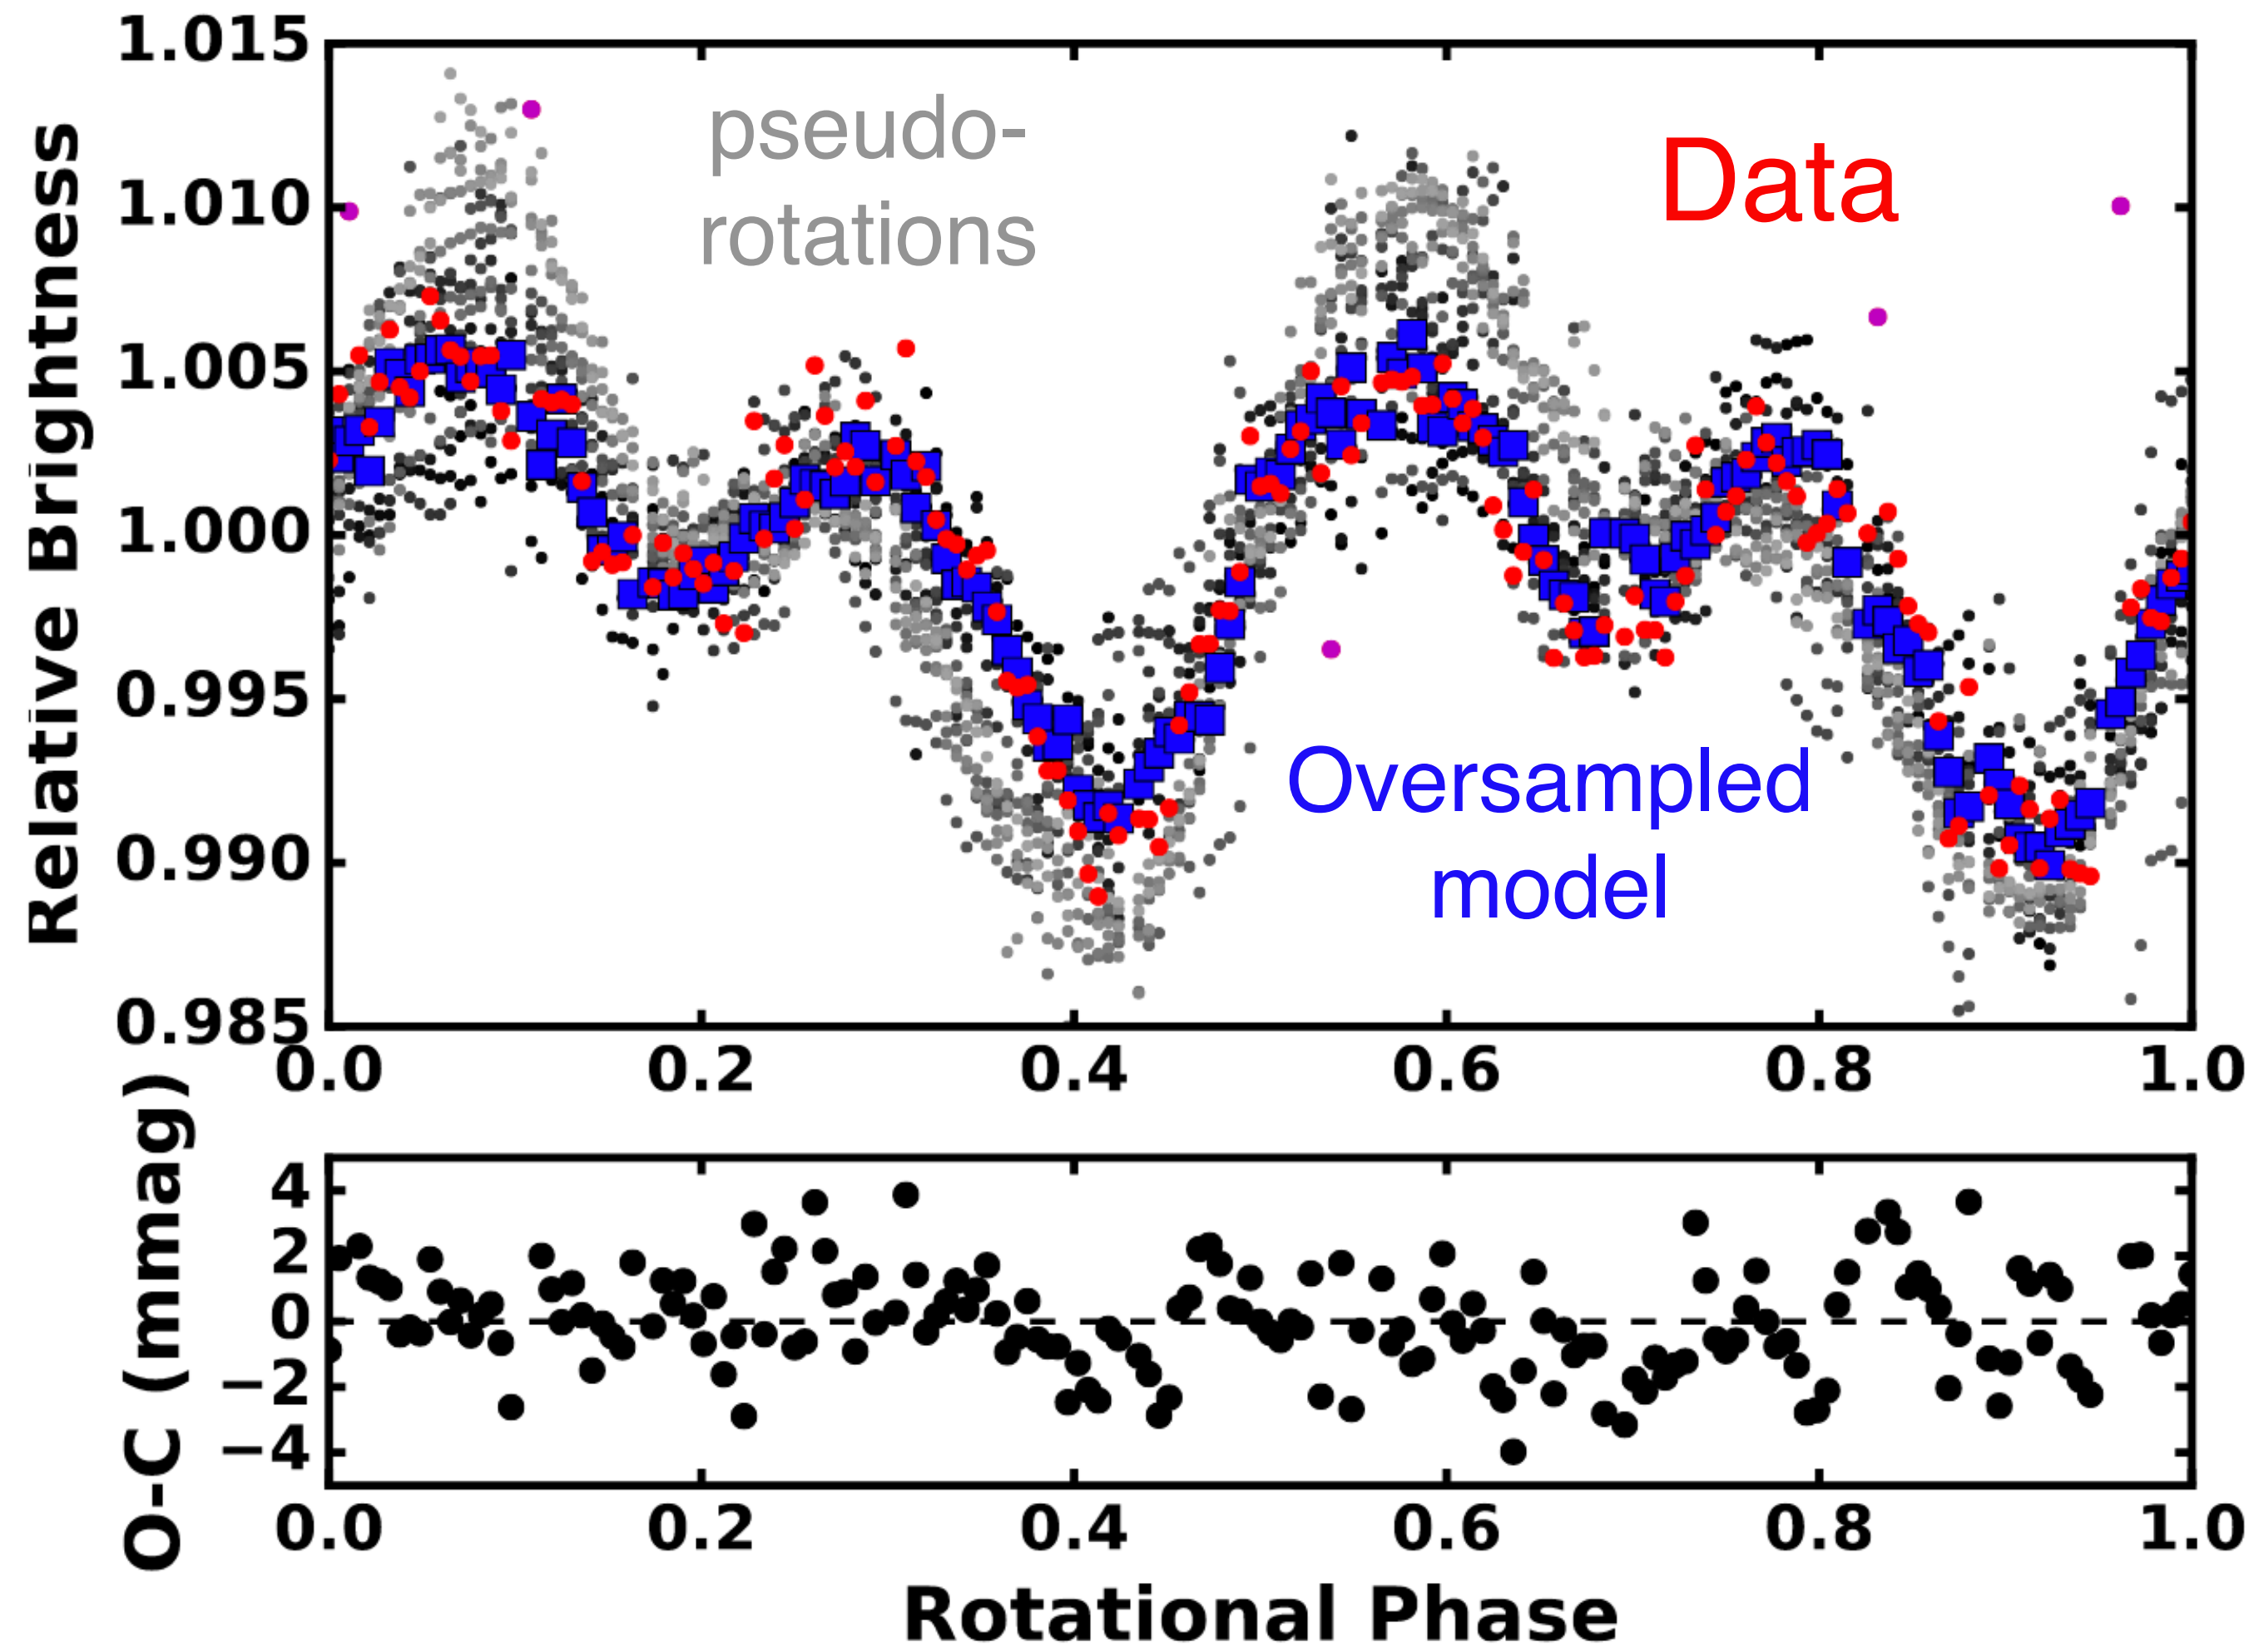 1.015
1.010
1.005
1.000
0.995
0.990
0.985
Relative Brightness
pseudo-
rotations
Data
Oversampled
model
0.0 0.2 0.4 0.6 0.8 1.0
4
2
0
−2
−4
O-C (mmag)
0.0 0.2 0.4 0.6 0.8 1.0
Rotational Phase